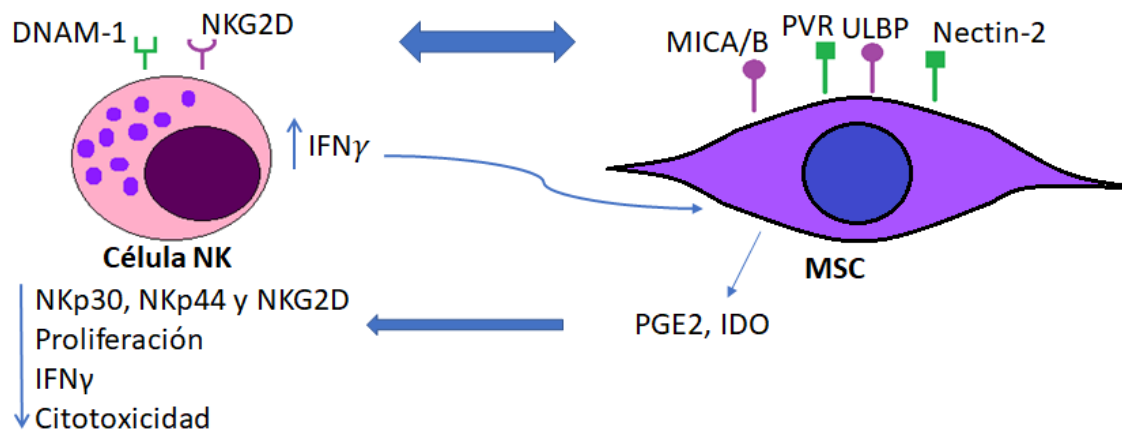 DNAM-1
NKG2D
MICA/B
PVR
ULBP
Nectin-2
IFNγ
Célula NK
MSC
NKp30, NKp44 y NKG2D
Proliferación
IFNγ
Citotoxicidad
PGE2, IDO